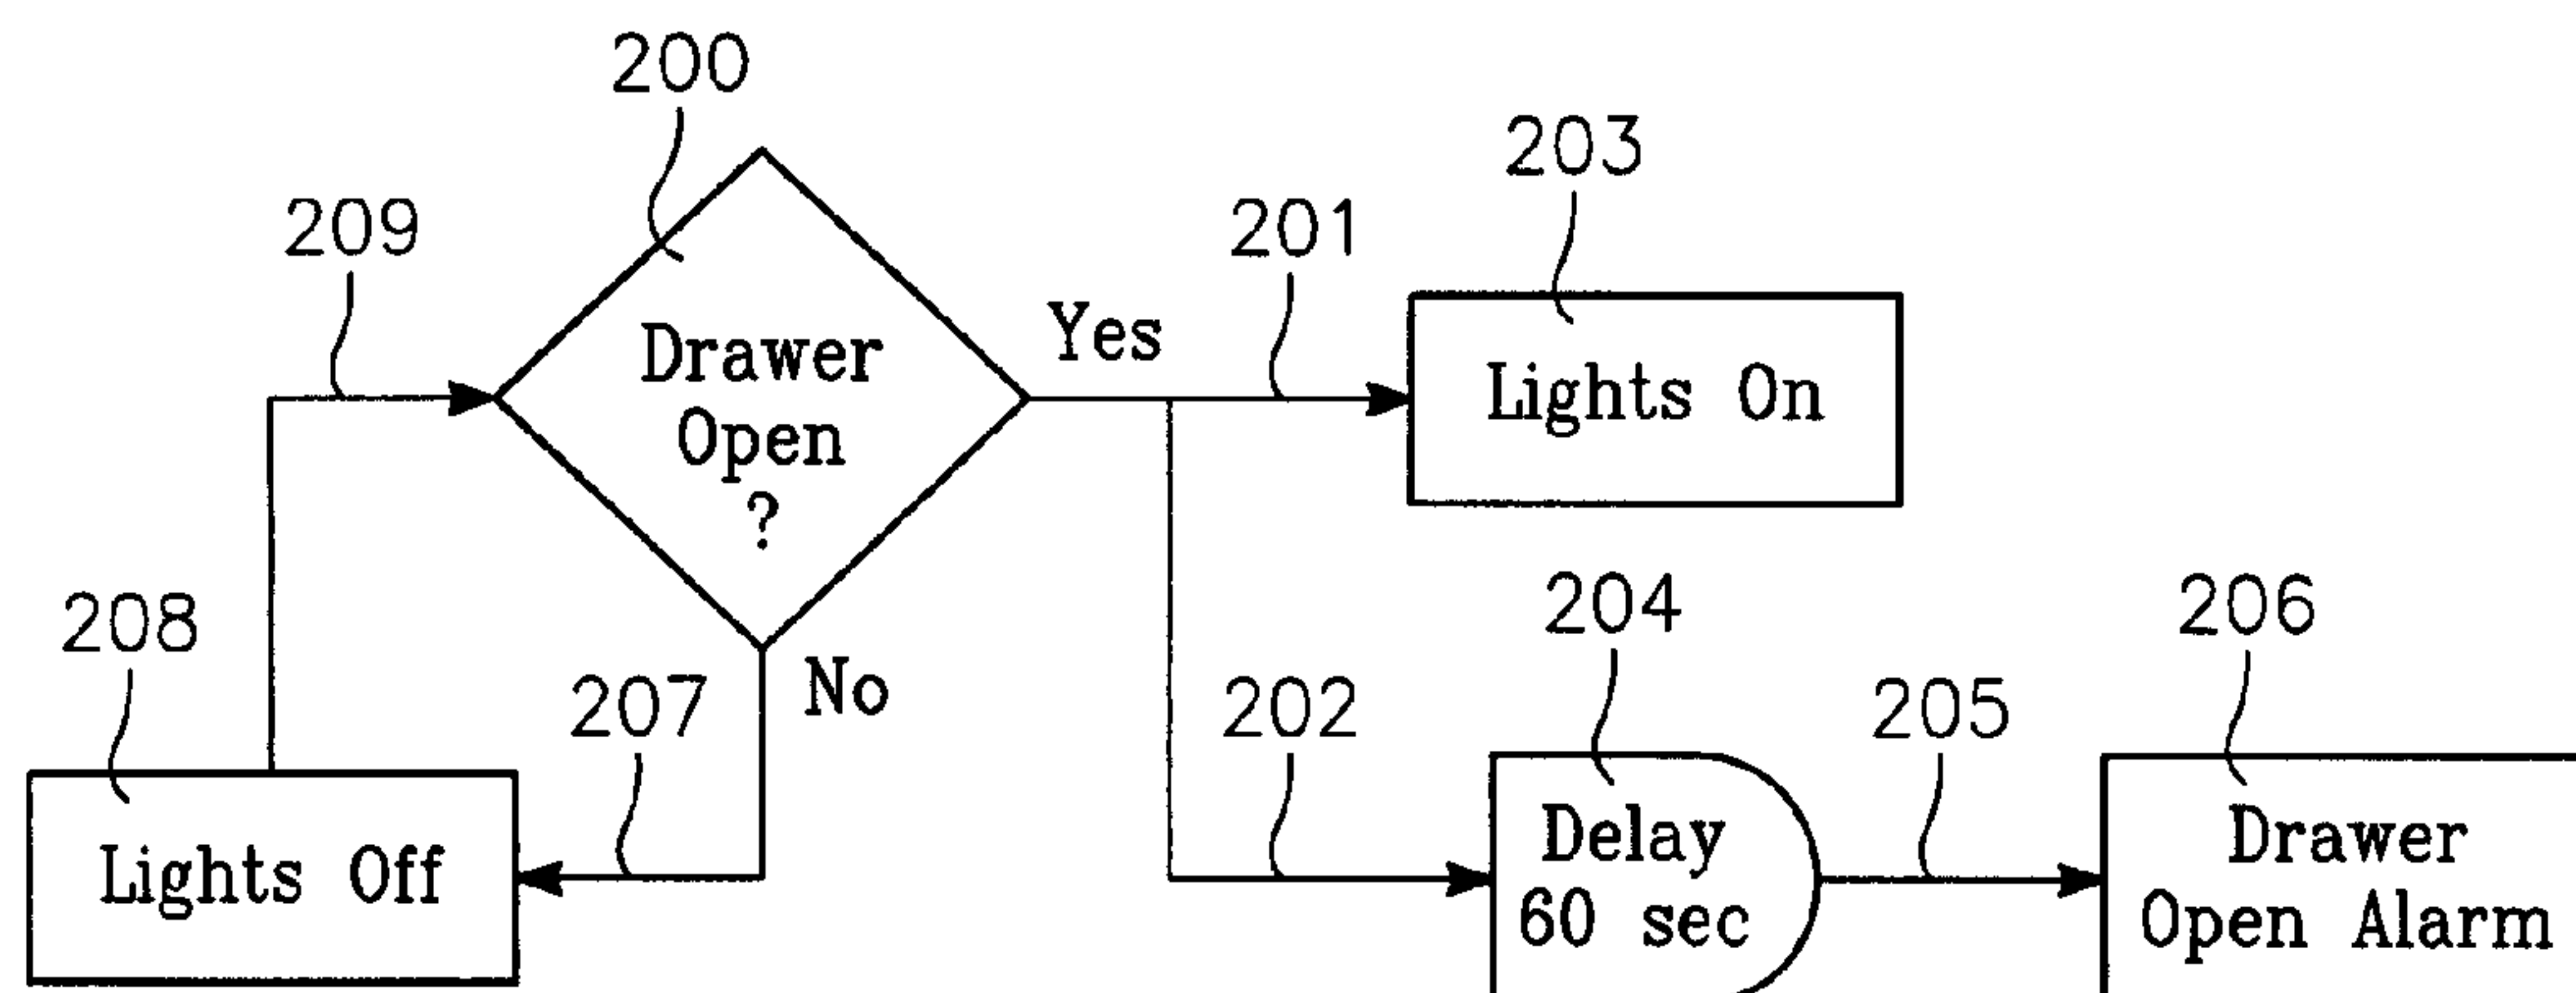 200
203
209
201
Yes
Drawer
Open
?
Lights On
208
204
206
No
207
202
205
Lights Off
Delay
60 sec
Drawer
Open Alarm